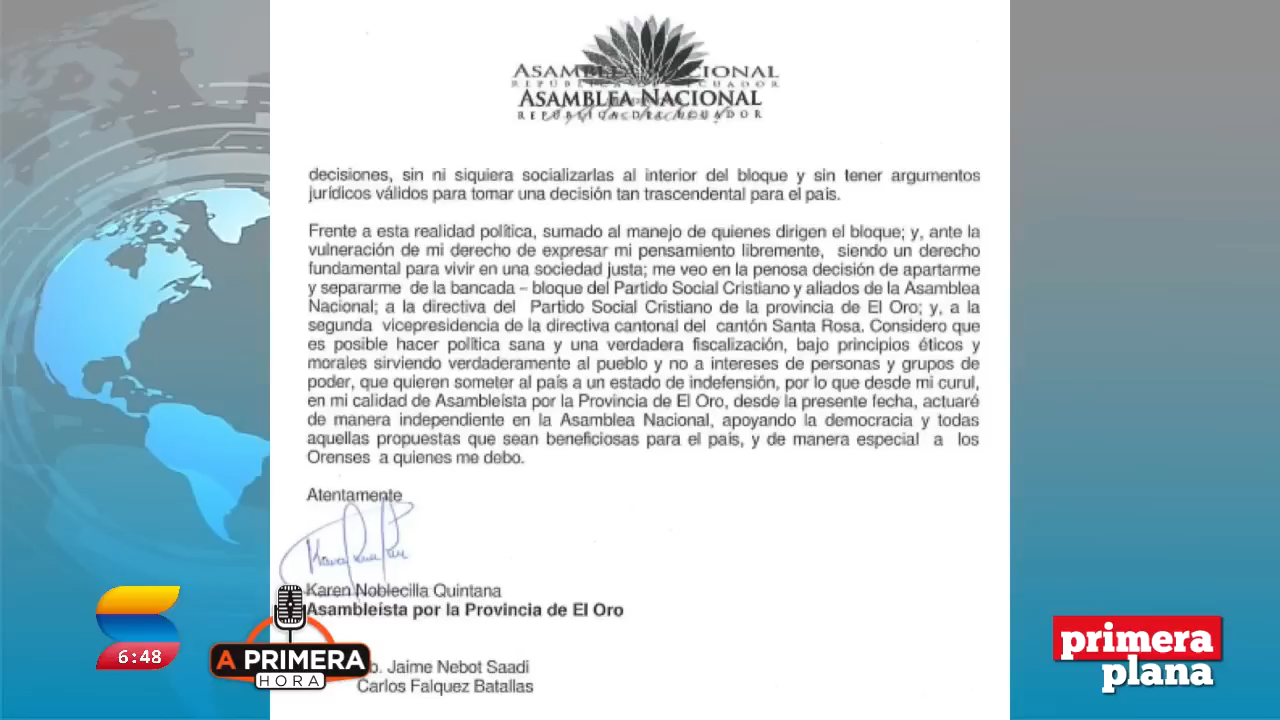 ASAMBLEA NACIONAL
REPÚBLICA DEL ECUADOR
ASAMBLEA NACIONAL
REPÚBLICA DEL ECUADOR
decisiones, sin ni siquiera socializarlas al interior del bloque y sin tener argumentos
jurídicos válidos para tomar una decisión tan trascendental para el país.
Frente a esta realidad política, sumado al manejo de quienes dirigen el bloque; y, ante la
vulneración de mi derecho de expresar mi pensamiento libremente, siendo un derecho
fundamental para vivir en una sociedad justa; me veo en la penosa decisión de apartarme
y separarme de la bancada – bloque del Partido Social Cristiano y aliados de la Asamblea
Nacional; a la directiva del Partido Social Cristiano de la provincia de El Oro; y, a la
segunda vicepresidencia de la directiva cantonal del cantón Santa Rosa. Considero que
es posible hacer política sana y una verdadera fiscalización, bajo principios éticos y
morales sirviendo verdaderamente al pueblo y no a intereses de personas y grupos de
poder, que quieren someter al país a un estado de indefensión, por lo que desde mi curul,
en mi calidad de Asambleísta por la Provincia de El Oro, desde la presente fecha, actuaré
de manera independiente en la Asamblea Nacional, apoyando la democracia y todas
aquellas propuestas que sean beneficiosas para el país, y de manera especial a los
Orenses a quienes me debo.
Atentamente
Karen Noblecilla Quintana
Asambleísta por la Provincia de El Oro
Jaime Nebot Saadi
Carlos Falquez Batallas
6:48
A PRIMERA
HORA
primera
plana